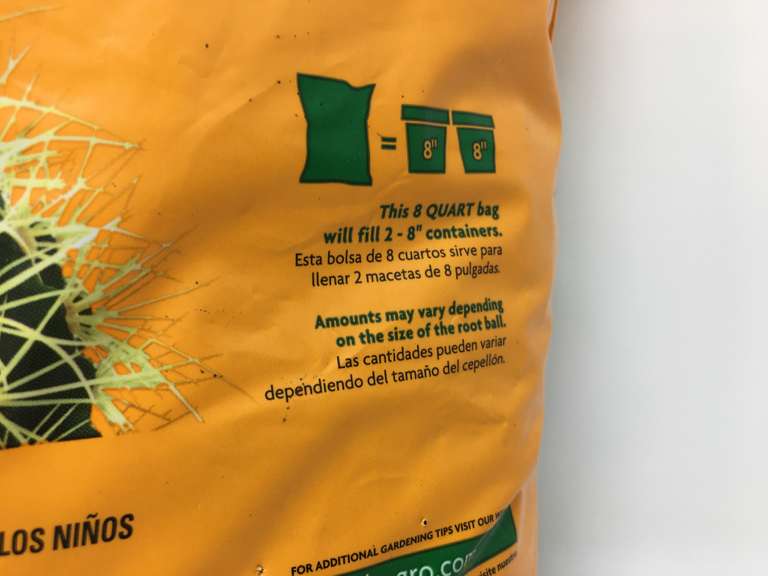 8" 8"
This 8 QUART bag
will fill 2 - 8" containers.
Esta bolsa de 8 cuartos sirve para
llenar 2 macetas de 8 pulgadas.
Amounts may vary depending
on the size of the root ball.
Las cantidades pueden variar
dependiendo del tamaño del cepellón.
LOS NIÑOS
FOR ADDITIONAL GARDENING TIPS VISIT OUR
gro.com